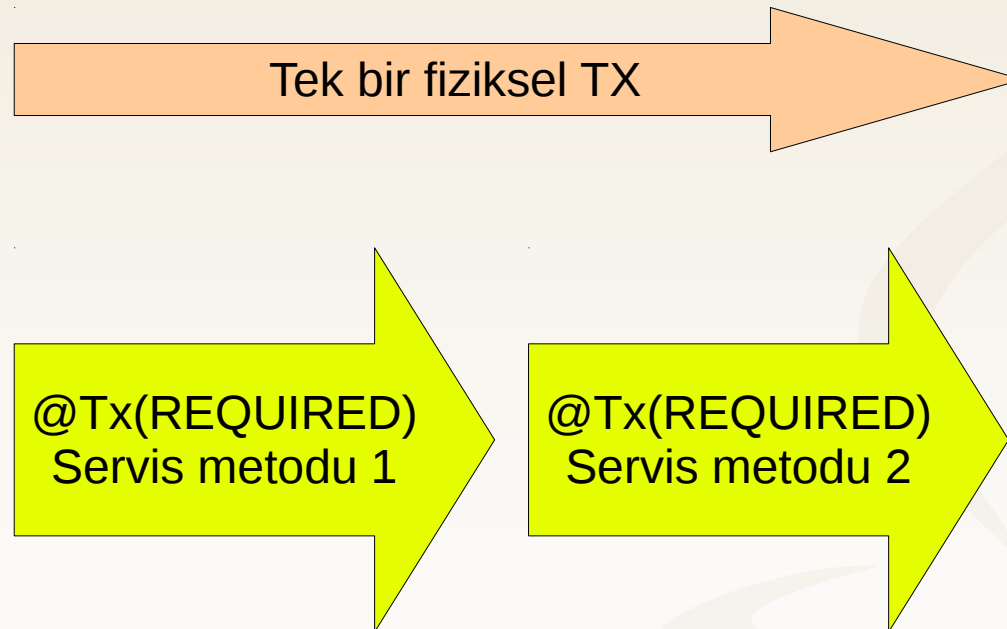 Tek bir fiziksel TX
@Tx(REQUIRED)
Servis metodu 1
@Tx(REQUIRED)
Servis metodu 2